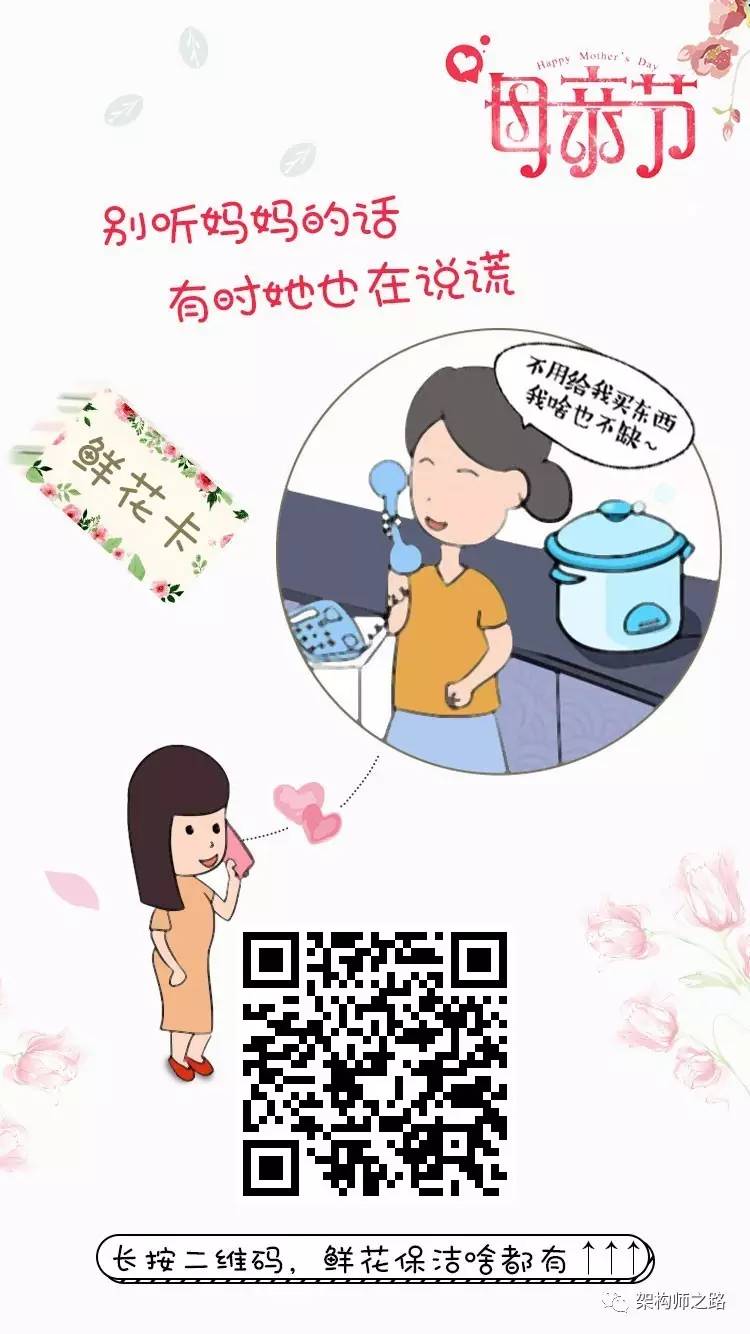 Happy Mother's Day
母亲节
别听妈妈的话
有时她也在说谎
不用给我买东西
我啥也不缺~
鲜花卡
长按二维码，鲜花保洁啥都有↑↑↑
架构师之路